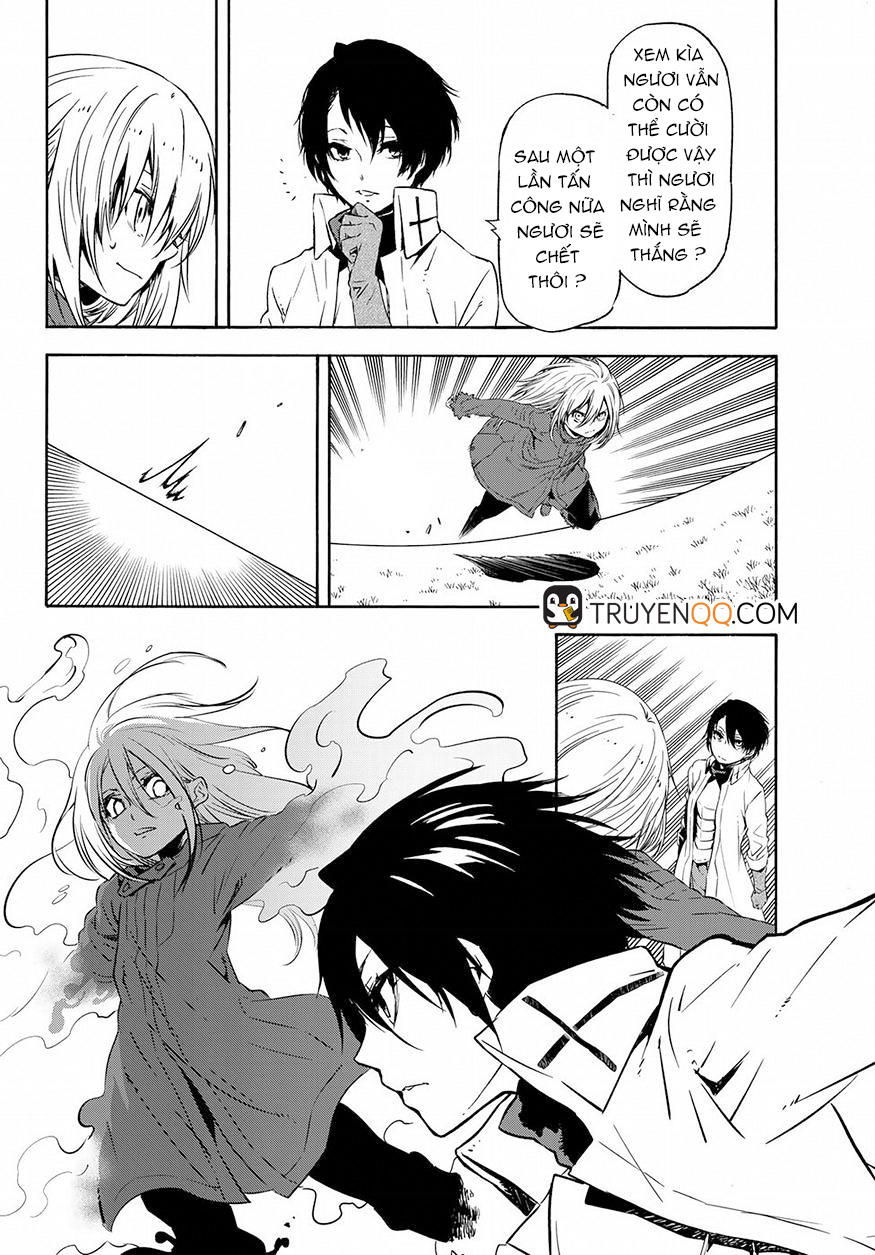 XEM KÌA
NGƯƠI VẪN
CÒN CÓ
THỂ CƯỜI
ĐƯỢC VẬY
THÌ NGƯƠI
NGHĨ RẰNG
MÌNH SẼ
THẮNG ?
SAU MỘT
LẦN TẤN
CÔNG NỮA
NGƯƠI SẼ
CHẾT
THÔI ?
TRUYENQQ.COM